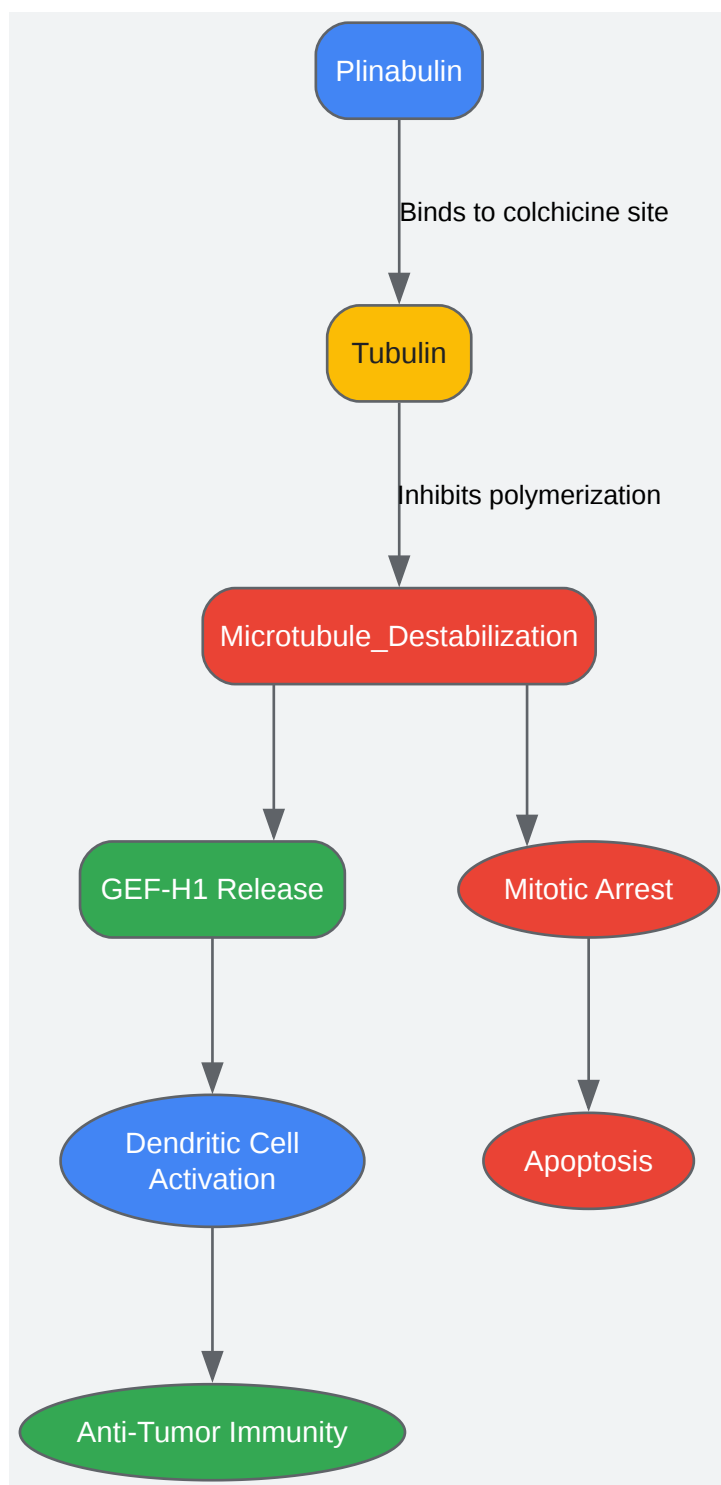 Plinabulin
Binds to colchicine site
Tubulin
Inhibits polymerization
Microtubule_Destabilization
GEF-H1 Release
Mitotic Arrest
Dendritic Cell
Activation
Apoptosis
Anti-Tumor Immunity